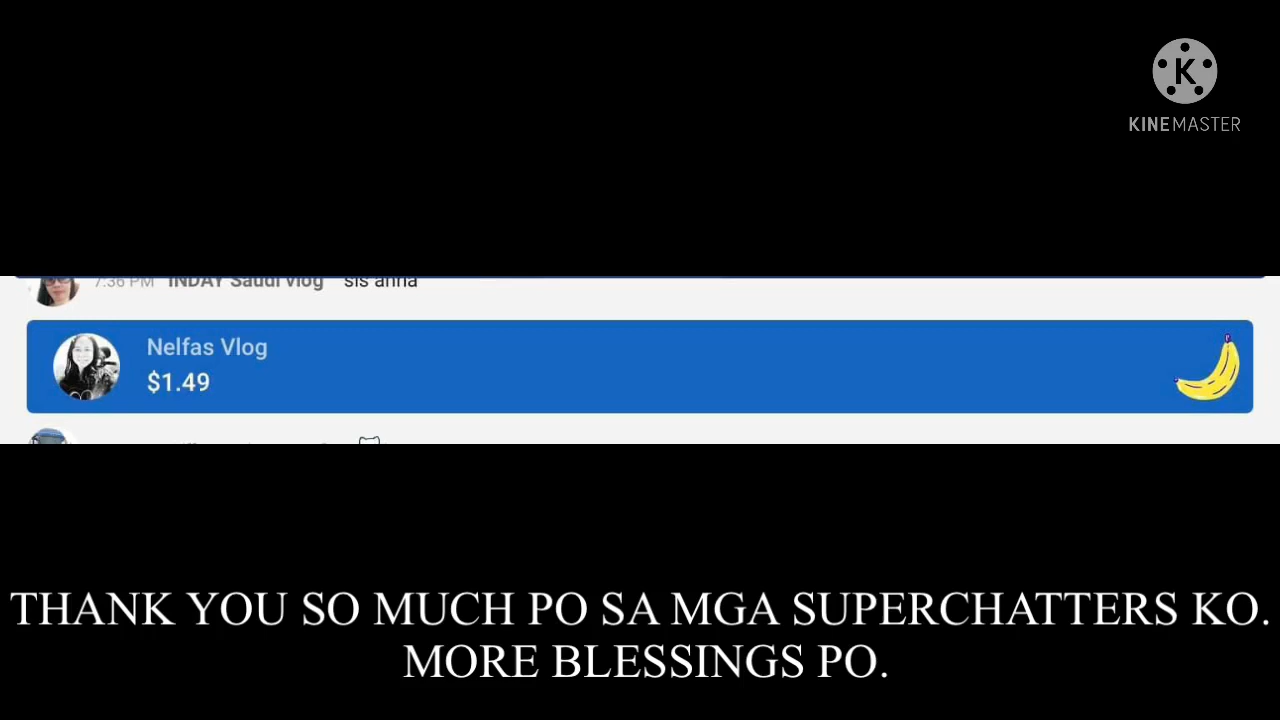 K
KINEMASTER
7:36 PM INDAY Saudi vlog sis anna
Nelfas Vlog
$1.49
THANK YOU SO MUCH PO SA MGA SUPERCHATTERS KO.
MORE BLESSINGS PO.